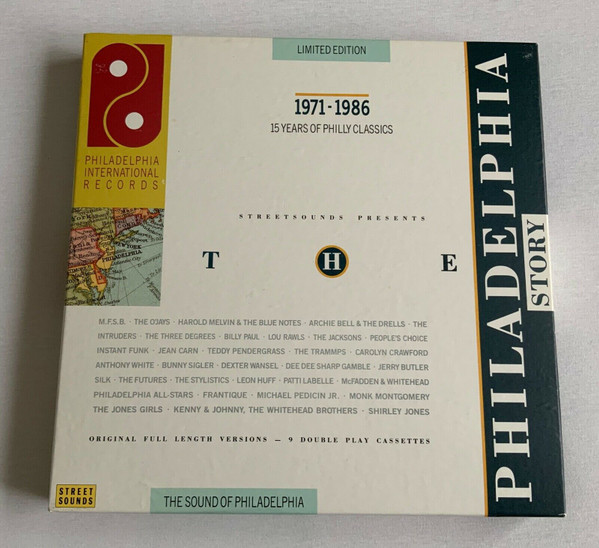 LIMITED EDITION
1971-1986
15 YEARS OF PHILLY CLASSICS
PHILADELPHIA
INTERNATIONAL
RECORDS
STREETSOUNDS PRESENTS
T H E
PHILADELPHIA
STORY
NEW YORK
PHILADELPHIA
M.F.S.B. · THE O'JAYS · HAROLD MELVIN & THE BLUE NOTES · ARCHIE BELL & THE DRELLS · THE
INTRUDERS · THE THREE DEGREES · BILLY PAUL · LOU RAWLS · THE JACKSONS · PEOPLE'S CHOICE
INSTANT FUNK · JEAN CARN · TEDDY PENDERGRASS · THE TRAMMPS · CAROLYN CRAWFORD
ANTHONY WHITE · BUNNY SIGLER · DEXTER WANSEL · DEE DEE SHARP GAMBLE · JERRY BUTLER
SILK · THE FUTURES · THE STYLISTICS · LEON HUFF · PATTI LABELLE · McFADDEN & WHITEHEAD
PHILADELPHIA ALL-STARS · FRANTIQUE · MICHAEL PEDICIN JR. · MONK MONTGOMERY
THE JONES GIRLS · KENNY & JOHNNY, THE WHITEHEAD BROTHERS · SHIRLEY JONES
ORIGINAL FULL LENGTH VERSIONS — 9 DOUBLE PLAY CASSETTES
STREET
SOUNDS
THE SOUND OF PHILADELPHIA